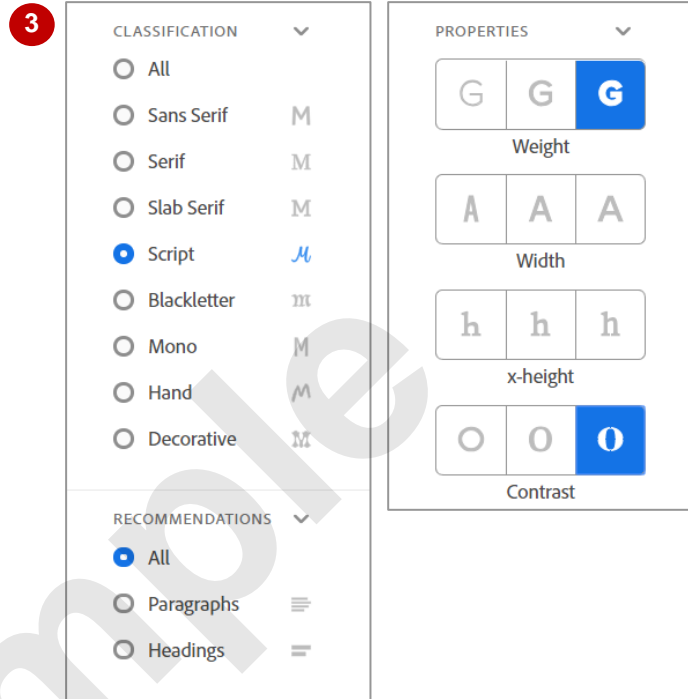 3
CLASSIFICATION
All
Sans Serif M
Serif M
Slab Serif M
Script M
Blackletter m
Mono M
Hand M
Decorative M
RECOMMENDATIONS
All
Paragraphs
Headings
PROPERTIES
G G G
Weight
A A A
Width
h h h
x-height
O O O
Contrast
mple